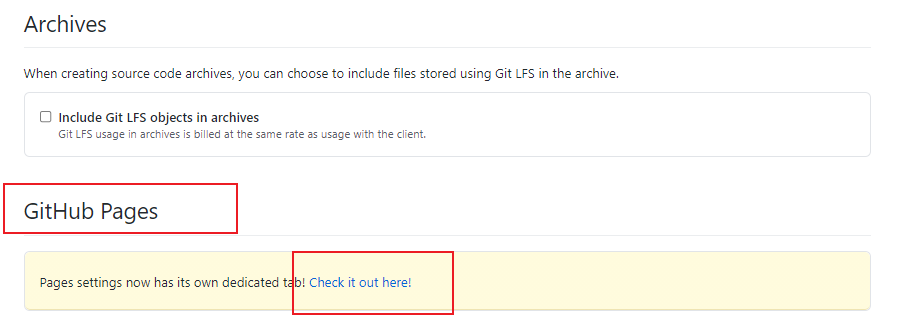 Archives
When creating source code archives, you can choose to include files stored using Git LFS in the archive.
Include Git LFS objects in archives
Git LFS usage in archives is billed at the same rate as usage with the client.
GitHub Pages
Pages settings now has its own dedicated tab! Check it out here!